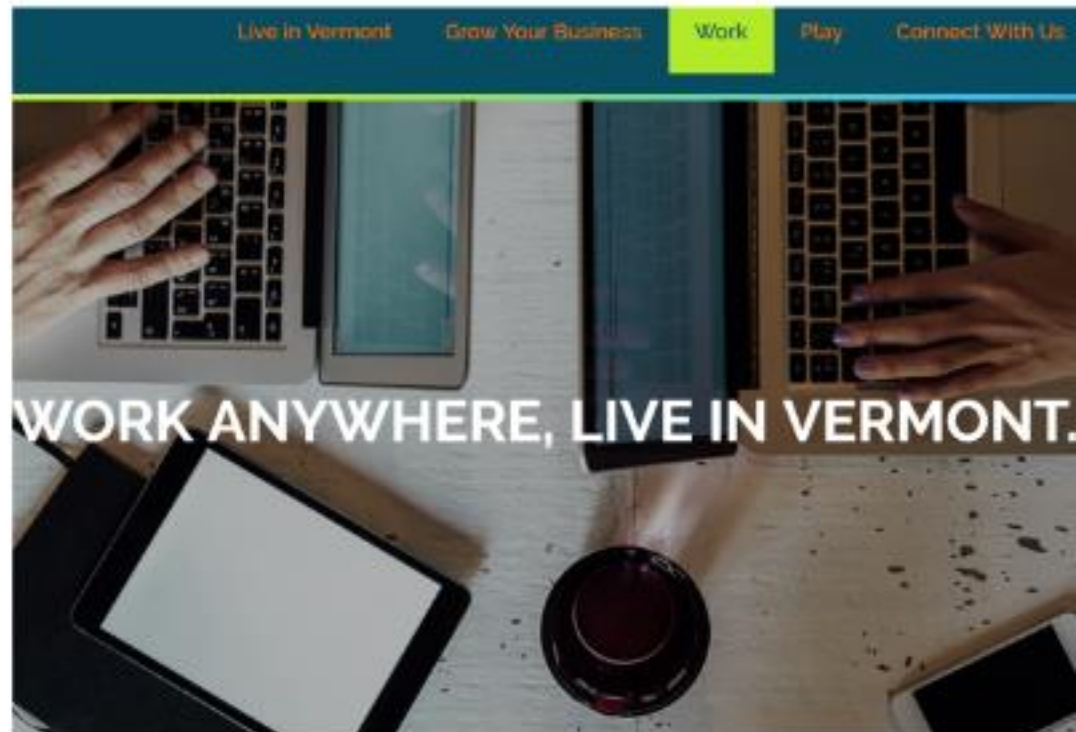 Live in Vermont Grow Your Business Work Play Connect With Us
WORK ANYWHERE, LIVE IN VERMONT.